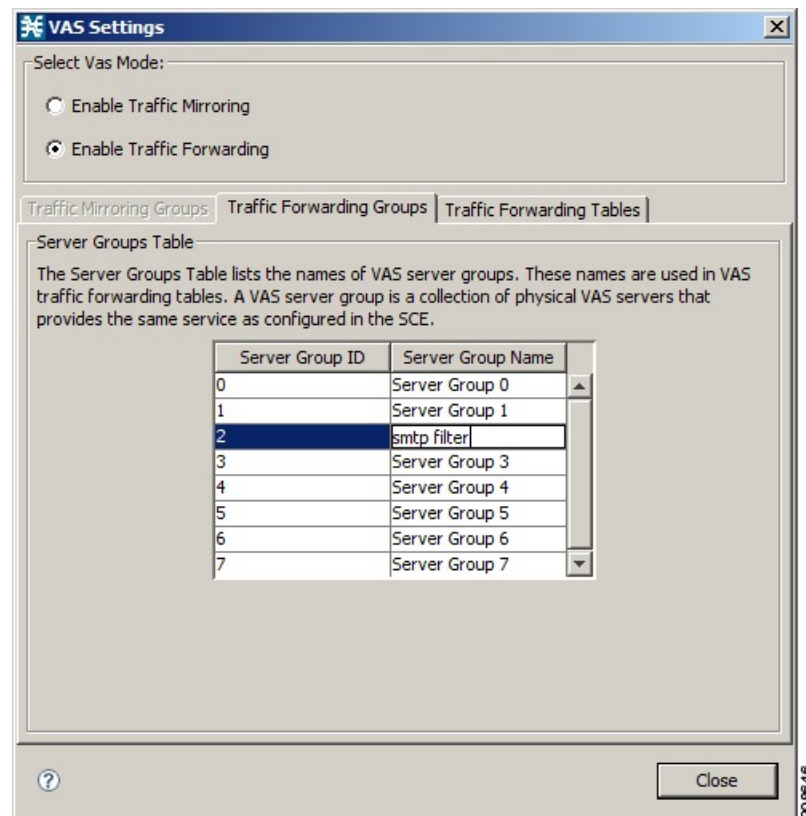 VAS Settings
Select Vas Mode:
Enable Traffic Mirroring
Enable Traffic Forwarding
Traffic Mirroring Groups Traffic Forwarding Groups Traffic Forwarding Tables
Server Groups Table
The Server Groups Table lists the names of VAS server groups. These names are used in VAS
traffic forwarding tables. A VAS server group is a collection of physical VAS servers that
provides the same service as configured in the SCE.
Server Group ID Server Group Name
0 Server Group 0
1 Server Group 1
2 smtp filter
3 Server Group 3
4 Server Group 4
5 Server Group 5
6 Server Group 6
7 Server Group 7
? Close